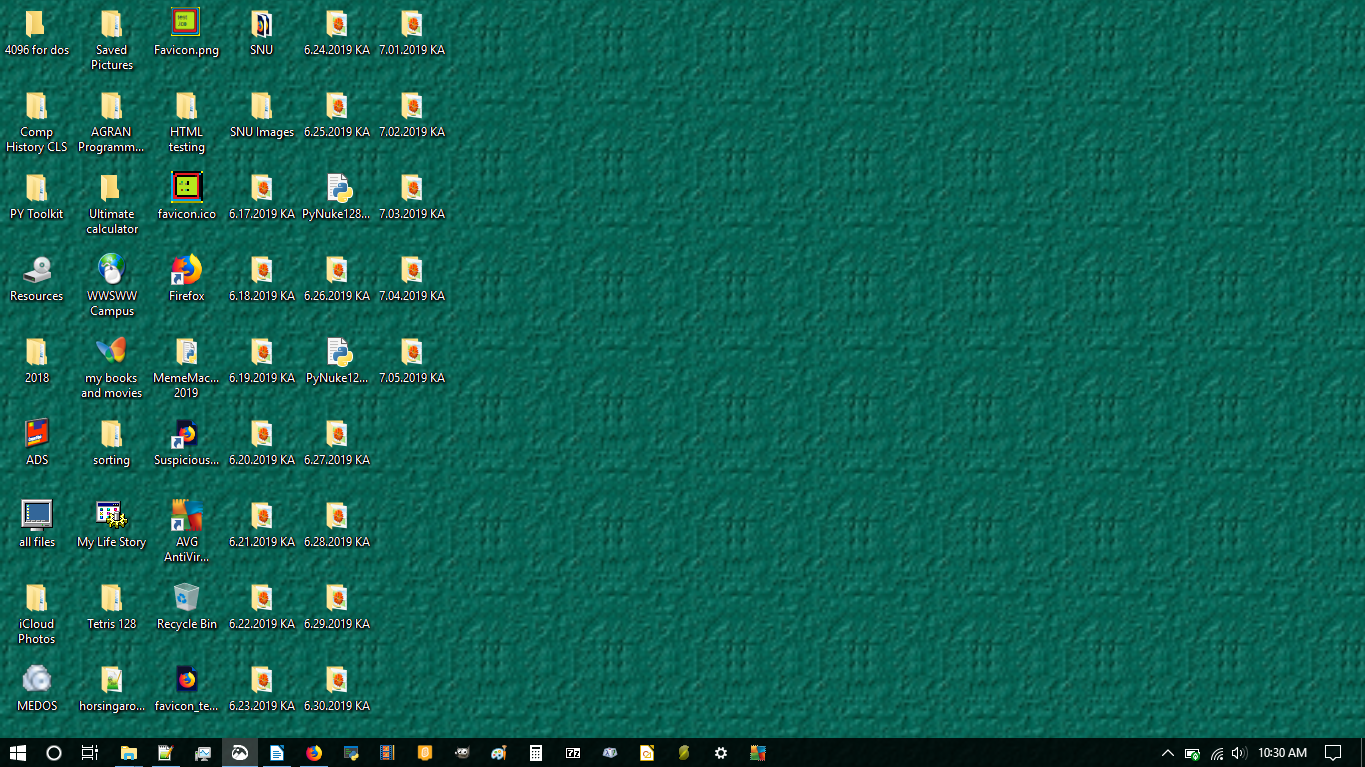 4096 for dos
Saved
Pictures
Favicon.png
SNU
6.24.2019 KA
7.01.2019 KA
Comp
History CLS
AGRAN
Programm...
HTML
testing
SNU Images
6.25.2019 KA
7.02.2019 KA
PY Toolkit
Ultimate
calculator
favicon.ico
6.17.2019 KA
PyNuke128...
7.03.2019 KA
Resources
WWSWW
Campus
Firefox
6.18.2019 KA
6.26.2019 KA
7.04.2019 KA
2018
my books
and movies
MemeMac...
2019
6.19.2019 KA
PyNuke12...
7.05.2019 KA
ADS
sorting
Suspicious...
6.20.2019 KA
6.27.2019 KA
all files
My Life Story
AVG
AntiVir...
6.21.2019 KA
6.28.2019 KA
iCloud
Photos
Tetris 128
Recycle Bin
6.22.2019 KA
6.29.2019 KA
MEDOS
horsingaro...
favicon_te...
6.23.2019 KA
6.30.2019 KA
10:30 AM